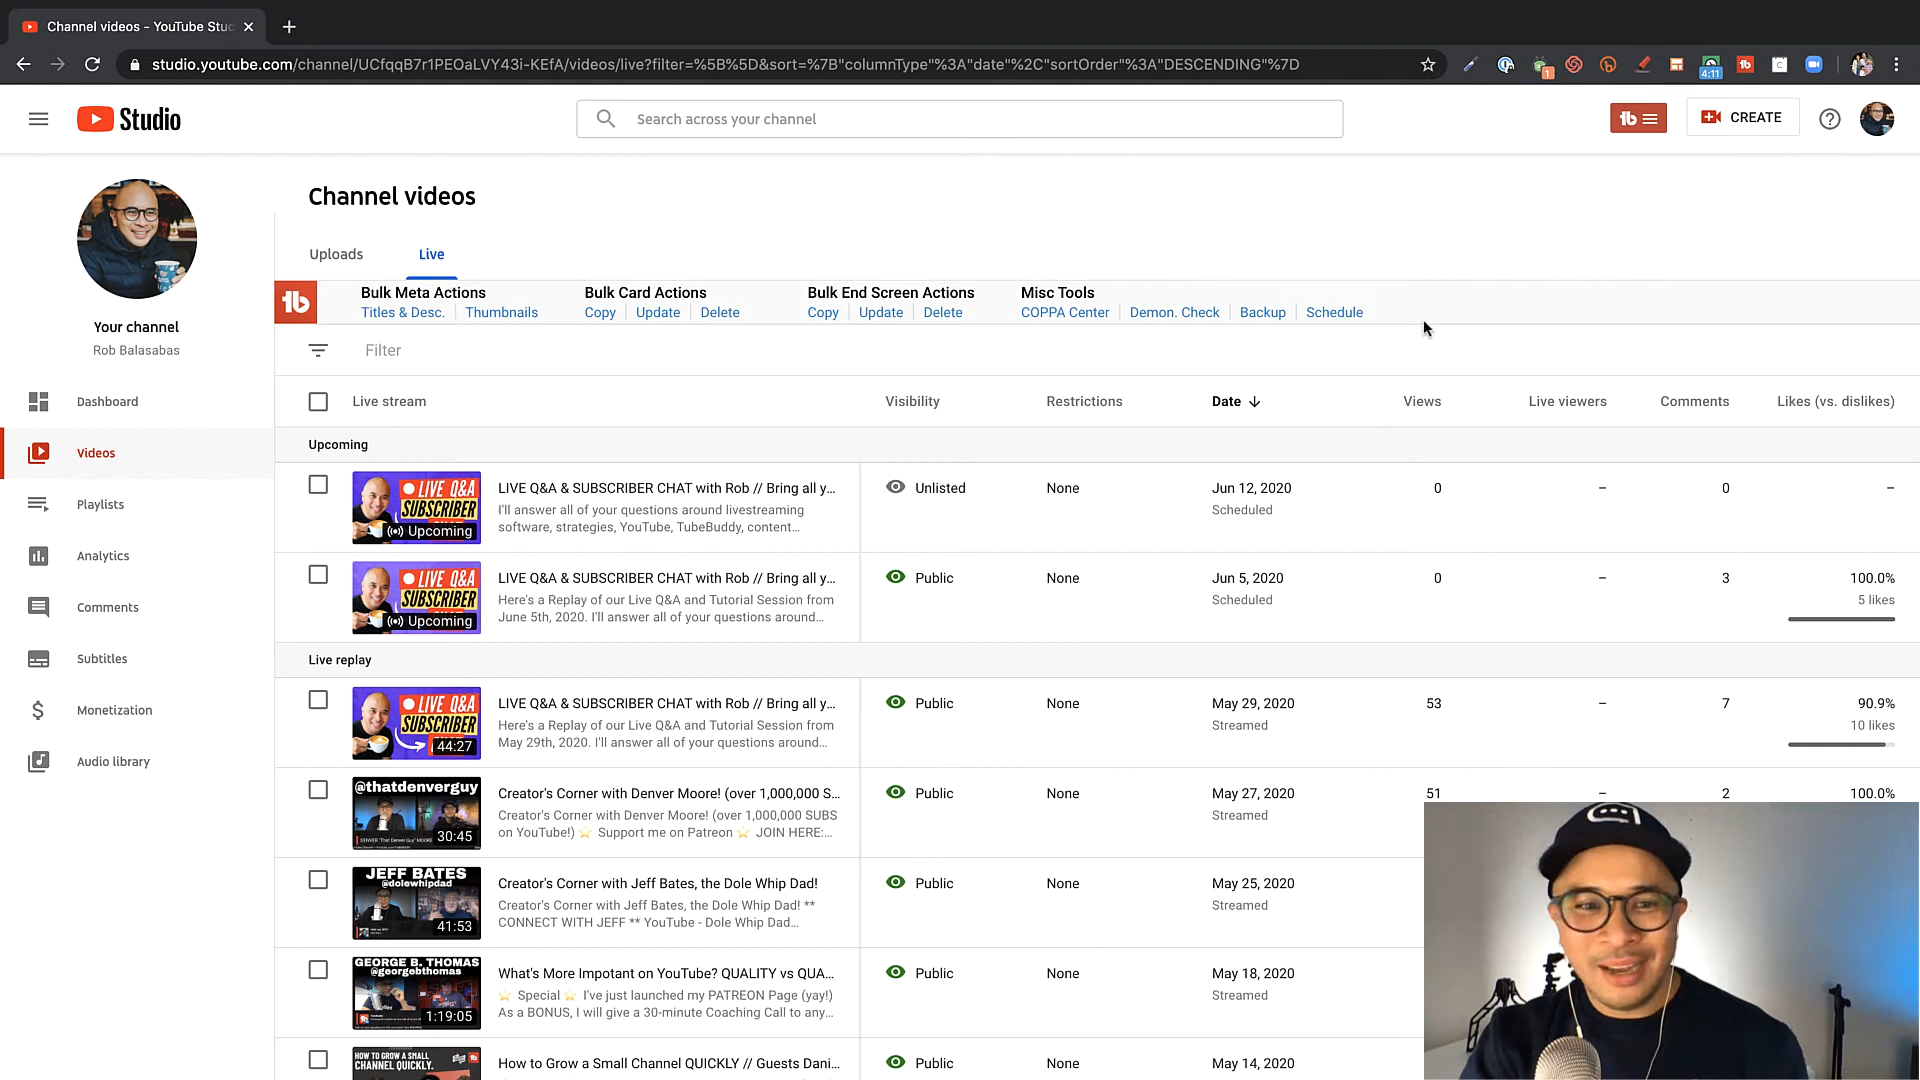 Channel videos - YouTube Stud
studio.youtube.com/channel/UCfqqB7r1PEOaLVY43i-KEfA/videos/live?filter=%5B%5D&sort=%7B"columnType"%3A"date"%2C"sortOrder"%3A"DESCENDING"%7D
1
4:11
Studio
Search across your channel
CREATE
Channel videos
Uploads
Live
Bulk Meta Actions
Titles & Desc.
Thumbnails
Bulk Card Actions
Copy
Update
Delete
Bulk End Screen Actions
Copy
Update
Delete
Misc Tools
COPPA Center
Demon. Check
Backup
Schedule
Your channel
Rob Balasabas
Dashboard
Videos
Playlists
Analytics
Comments
Subtitles
Monetization
Audio library
Filter
Live stream
Visibility
Restrictions
Date
Views
Live viewers
Comments
Likes (vs. dislikes)
Upcoming
LIVE Q&A
SUBSCRIBER
Upcoming
LIVE Q&A & SUBSCRIBER CHAT with Rob // Bring all y...
I'll answer all of your questions around livestreaming
software, strategies, YouTube, TubeBuddy, content...
Unlisted
None
Jun 12, 2020
Scheduled
0
–
0
–
LIVE Q&A
SUBSCRIBER
Upcoming
LIVE Q&A & SUBSCRIBER CHAT with Rob // Bring all y...
Here's a Replay of our Live Q&A and Tutorial Session from
June 5th, 2020. I'll answer all of your questions around...
Public
None
Jun 5, 2020
Scheduled
0
–
3
100.0%
5 likes
Live replay
LIVE Q&A
SUBSCRIBER
44:27
LIVE Q&A & SUBSCRIBER CHAT with Rob // Bring all y...
Here's a Replay of our Live Q&A and Tutorial Session from
May 29th, 2020. I'll answer all of your questions around...
Public
None
May 29, 2020
Streamed
53
–
7
90.9%
10 likes
@thatdenverguy
30:45
Creator's Corner with Denver Moore! (over 1,000,000 S...
Creator's Corner with Denver Moore! (over 1,000,000 SUBS
on YouTube!) ⭐ Support me on Patreon ⭐ JOIN HERE:...
Public
None
May 27, 2020
Streamed
51
–
2
100.0%
JEFF BATES
@dolewhipdad
41:53
Creator's Corner with Jeff Bates, the Dole Whip Dad!
Creator's Corner with Jeff Bates, the Dole Whip Dad! **
CONNECT WITH JEFF ** YouTube - Dole Whip Dad...
Public
None
May 25, 2020
Streamed
GEORGE B. THOMAS
@georgebthomas
1:19:05
What's More Impotant on YouTube? QUALITY vs QUA...
⭐ Special ⭐ I've just launched my PATREON Page (yay!)
As a BONUS, I will give a 30-minute Coaching Call to any...
Public
None
May 18, 2020
Streamed
HOW TO GROW A SMALL
CHANNEL QUICKLY.
How to Grow a Small Channel QUICKLY // Guests Dani...
Public
None
May 14, 2020